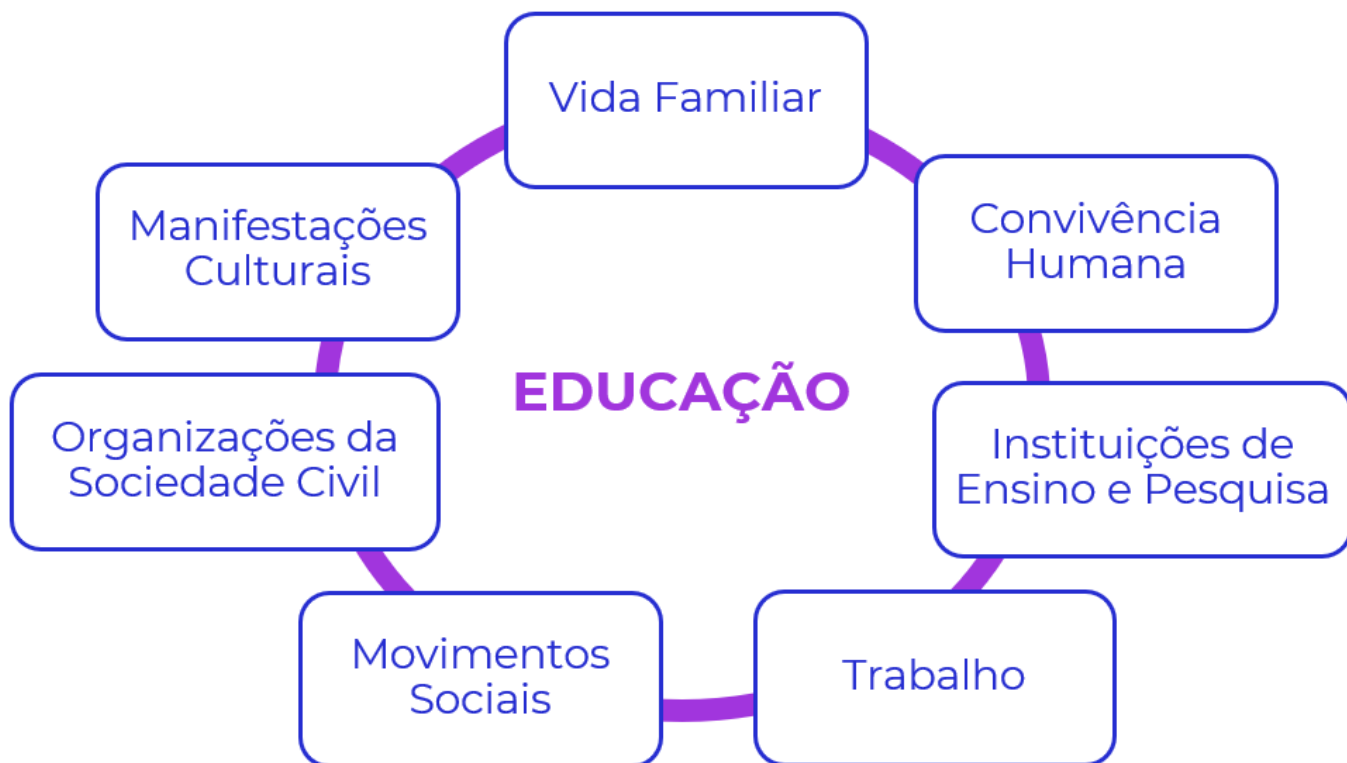 Vida Familiar
Convivência
Humana
Instituições de
Ensino e Pesquisa
Trabalho
Movimentos
Sociais
Organizações da
Sociedade Civil
Manifestações
Culturais
EDUCAÇÃO